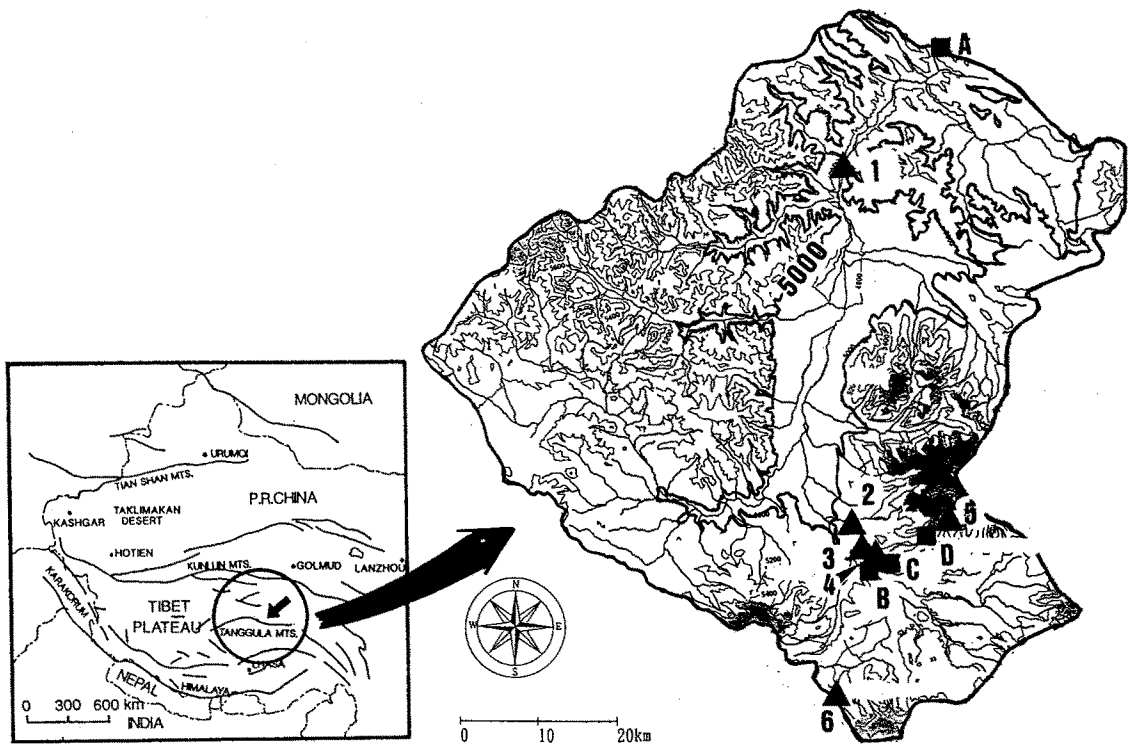 A
1
5000
4800
5600
2
5
3
4
D
C
B
6
5200
5400
MONGOLIA
URUMQI
TIAN SHAN MTS.
P.R.CHINA
KASHGAR
TAKLIMAKAN
DESERT
HOTIEN
KUNLUN MTS.
GOLMUD
LANZHOU
KARAKORUM
TIBET
PLATEAU
TANGGULA MTS.
LHASA
NEPAL
HIMALAYA
0 300 600 km
INDIA
N
W
E
S
0 10 20km